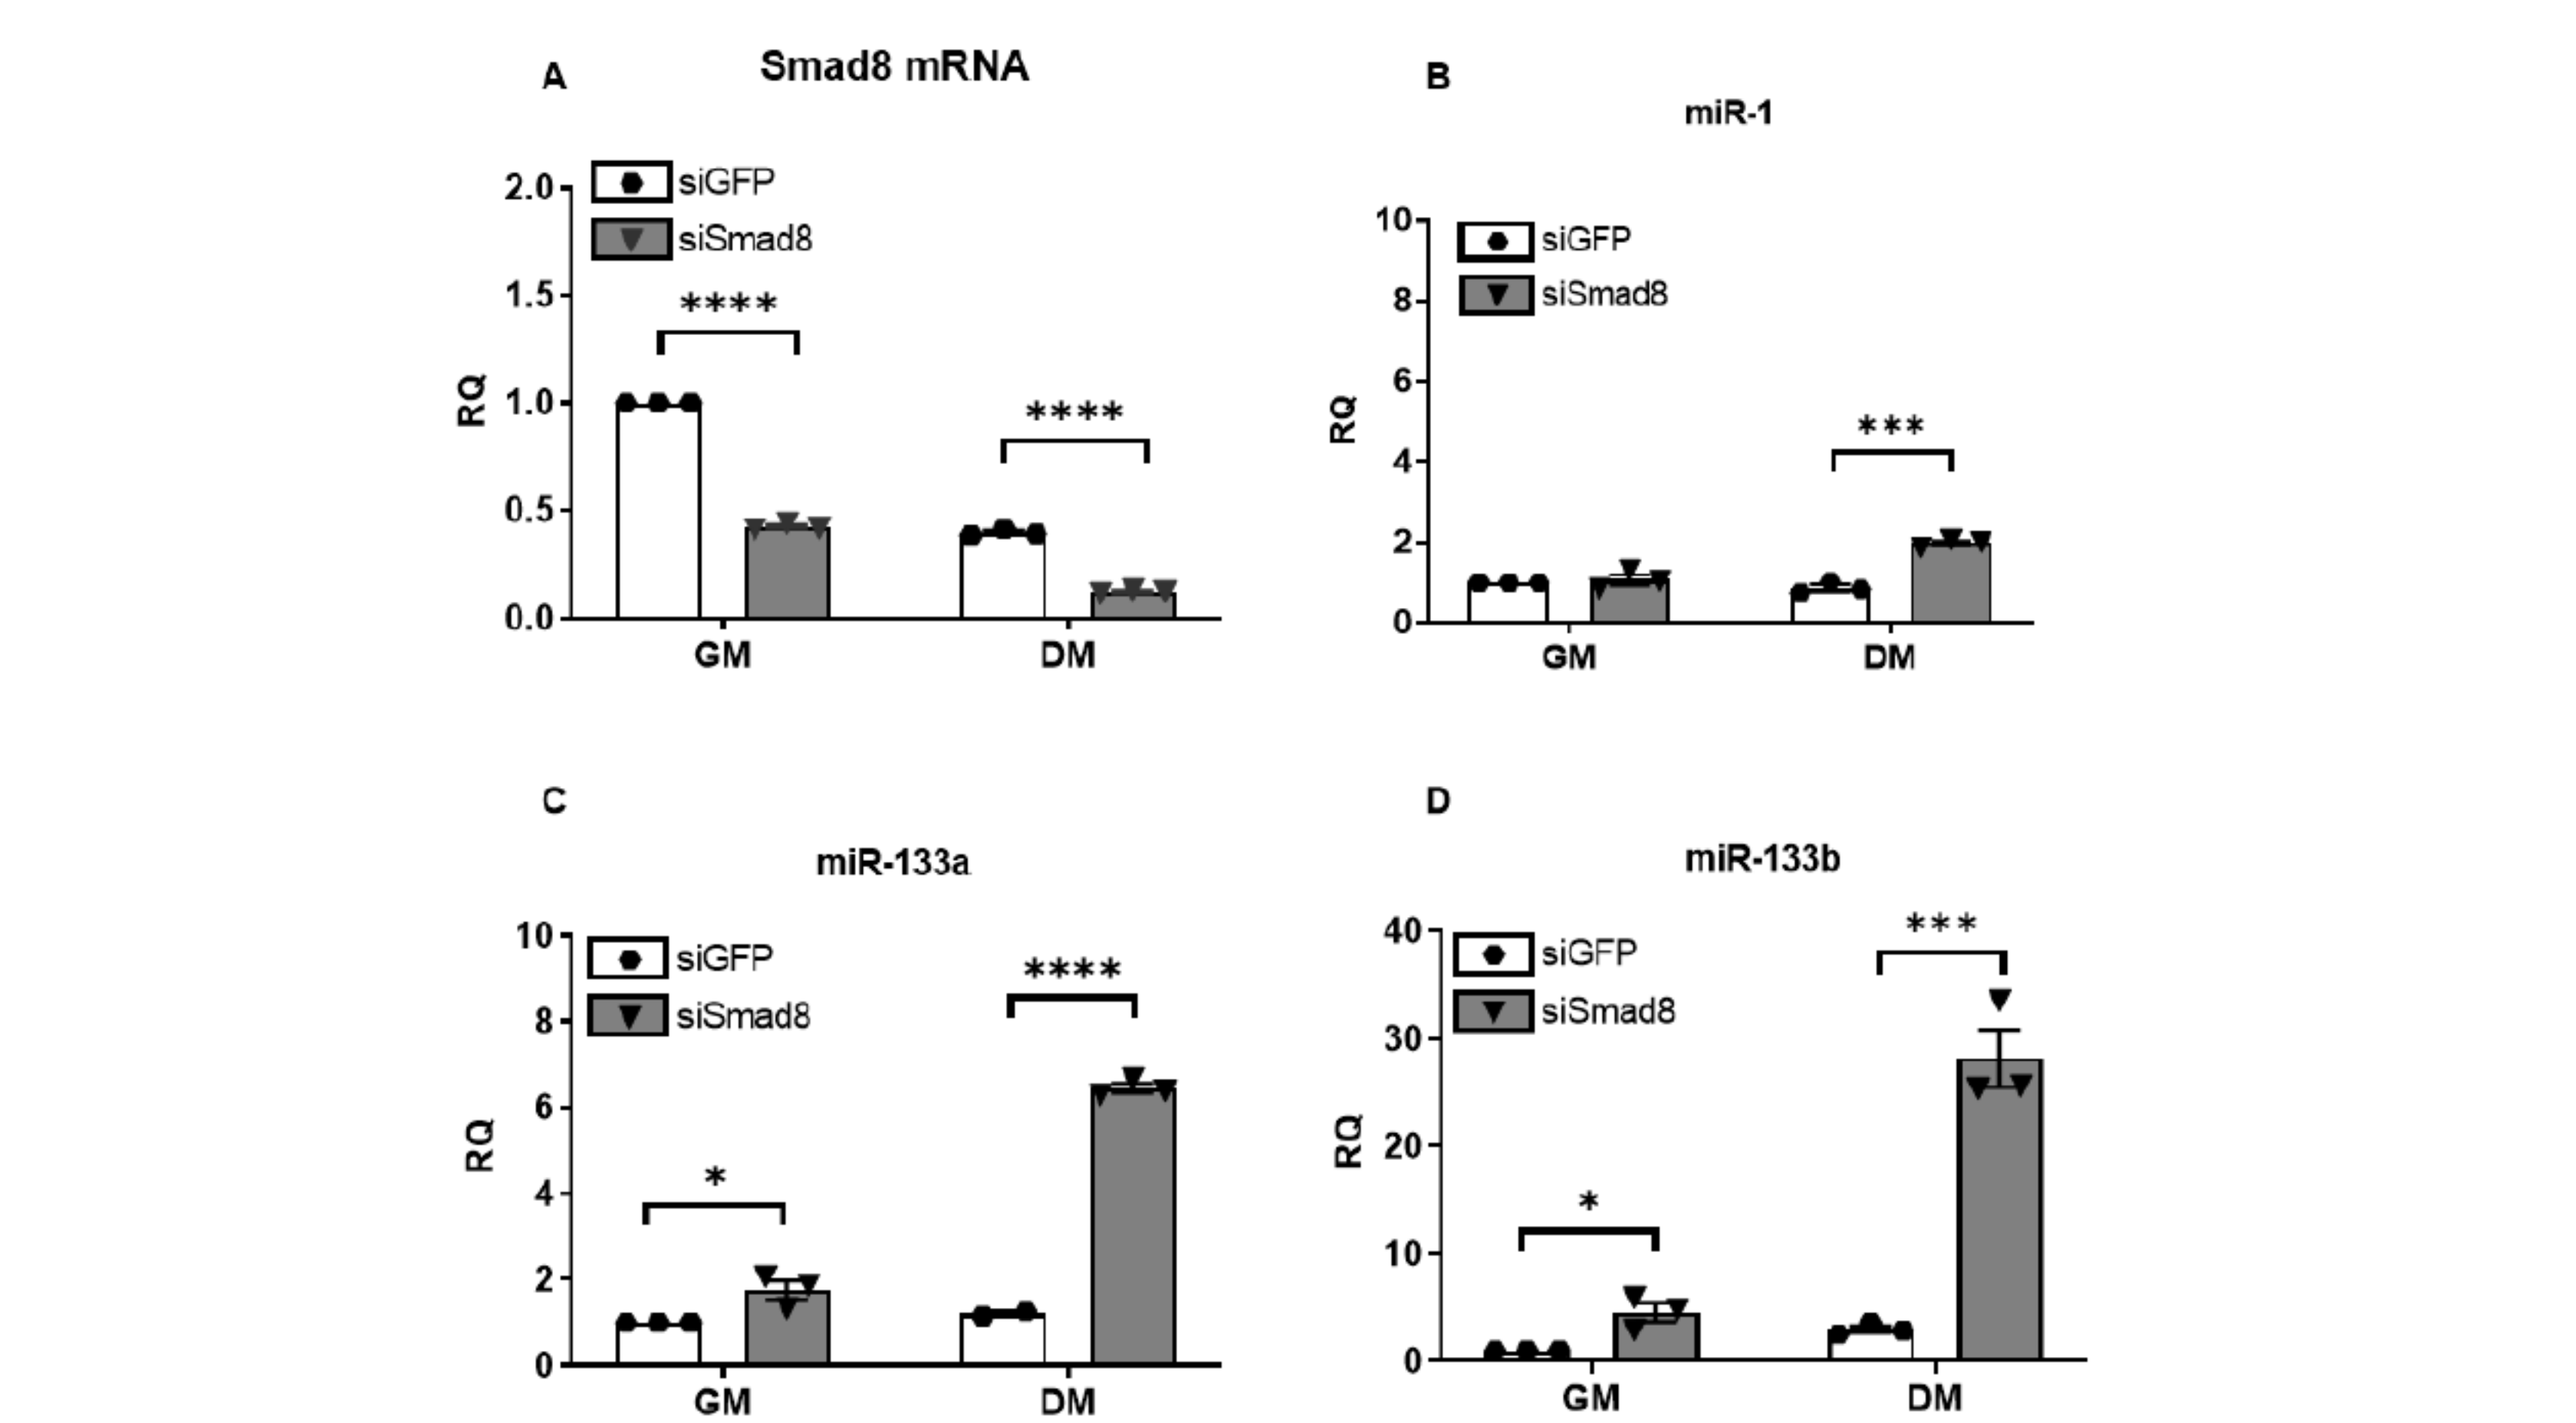 A
Smad8 mRNA
siGFP
siSmad8
2.0
1.5
1.0
0.5
0.0
RQ
****
****
GM
DM
B
miR-1
siGFP
siSmad8
10
8
6
4
2
0
RQ
***
GM
DM
C
miR-133a
siGFP
siSmad8
10
8
6
4
2
0
RQ
*
****
GM
DM
D
miR-133b
siGFP
siSmad8
40
30
20
10
0
RQ
*
***
GM
DM